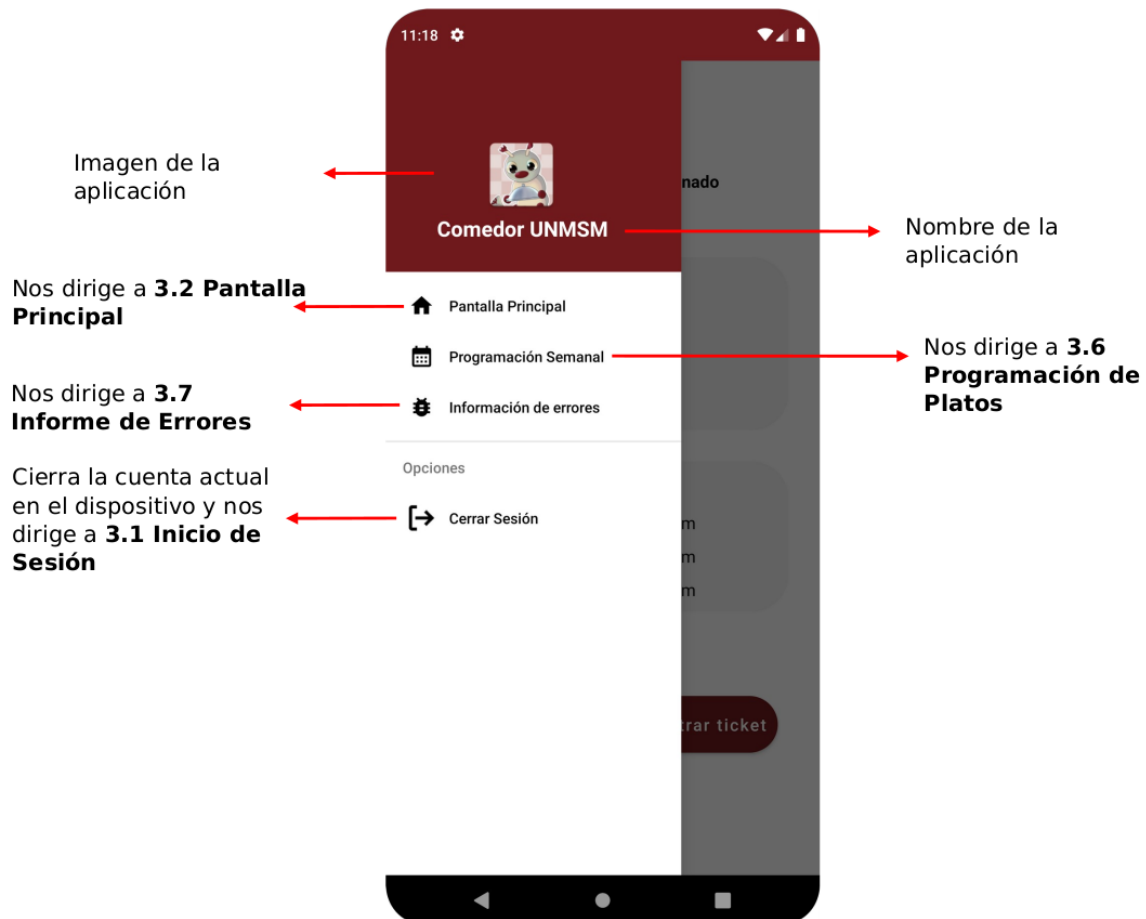 11:18
Imagen de la
aplicación
nado
Comedor UNMSM
Nombre de la
aplicación
Nos dirige a 3.2 Pantalla
Principal
Pantalla Principal
Programación Semanal
Nos dirige a 3.6
Programación de
Platos
Nos dirige a 3.7
Informe de Errores
Información de errores
Opciones
Cierra la cuenta actual
en el dispositivo y nos
dirige a 3.1 Inicio de
Sesión
Cerrar Sesión
m
m
m
trar ticket